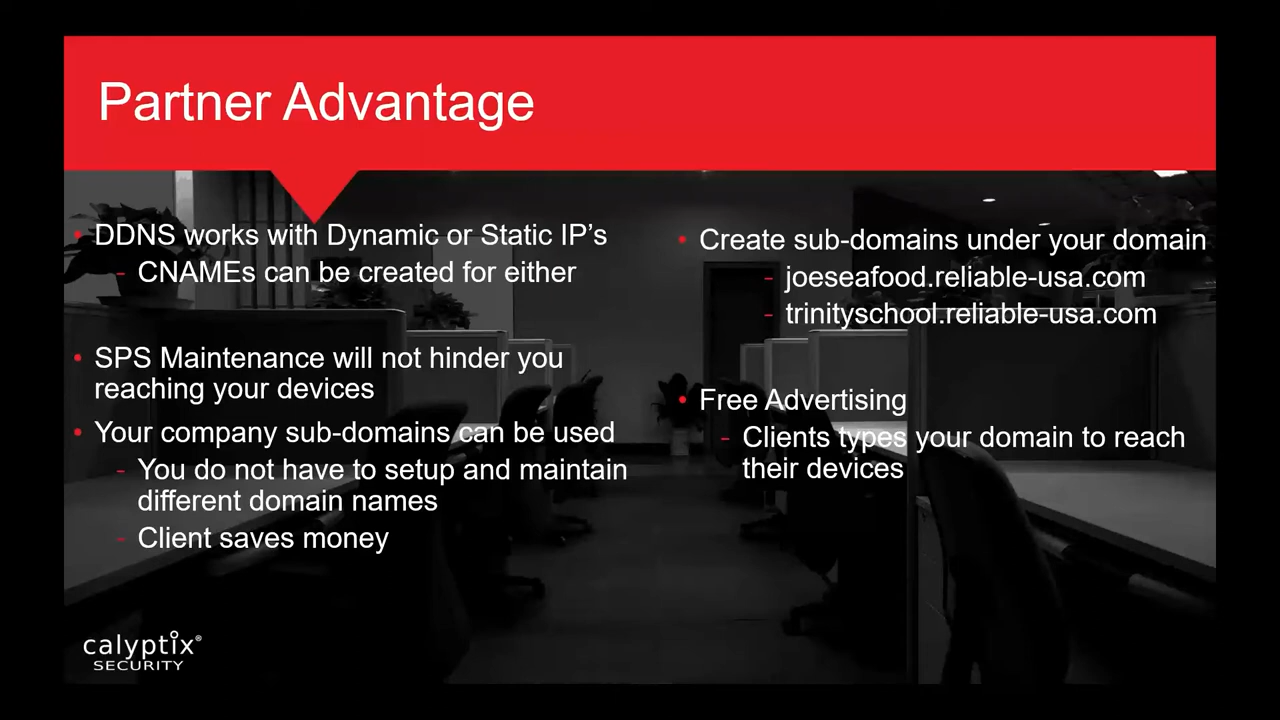 Partner Advantage
• DDNS works with Dynamic or Static IP's
- CNAMEs can be created for either
• SPS Maintenance will not hinder you
reaching your devices
• Your company sub-domains can be used
- You do not have to setup and maintain
different domain names
- Client saves money
• Create sub-domains under your domain
- joeseafood.reliable-usa.com
- trinityschool.reliable-usa.com
• Free Advertising
- Clients types your domain to reach
their devices
calyptix®
SECURITY